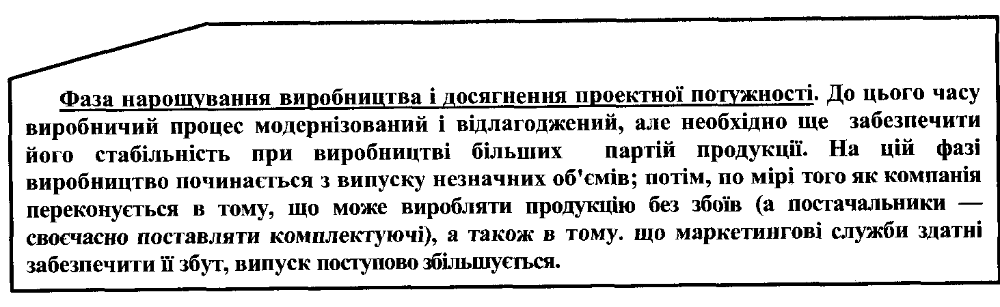 Фаза нарощування виробництва і досягнення проектної потужності. До цього часу
виробничий процес модернізований і відлагоджений, але необхідно ще забезпечити
його стабільність при виробництві більших партій продукції. На цій фазі
виробництво починається з випуску незначних об'ємів; потім, по мірі того як компанія
переконується в тому, що може виробляти продукцію без збоїв (а постачальники —
своєчасно поставляти комплектуючі), а також в тому. що маркетингові служби здатні
забезпечити її збут, випуск поступово збільшується.